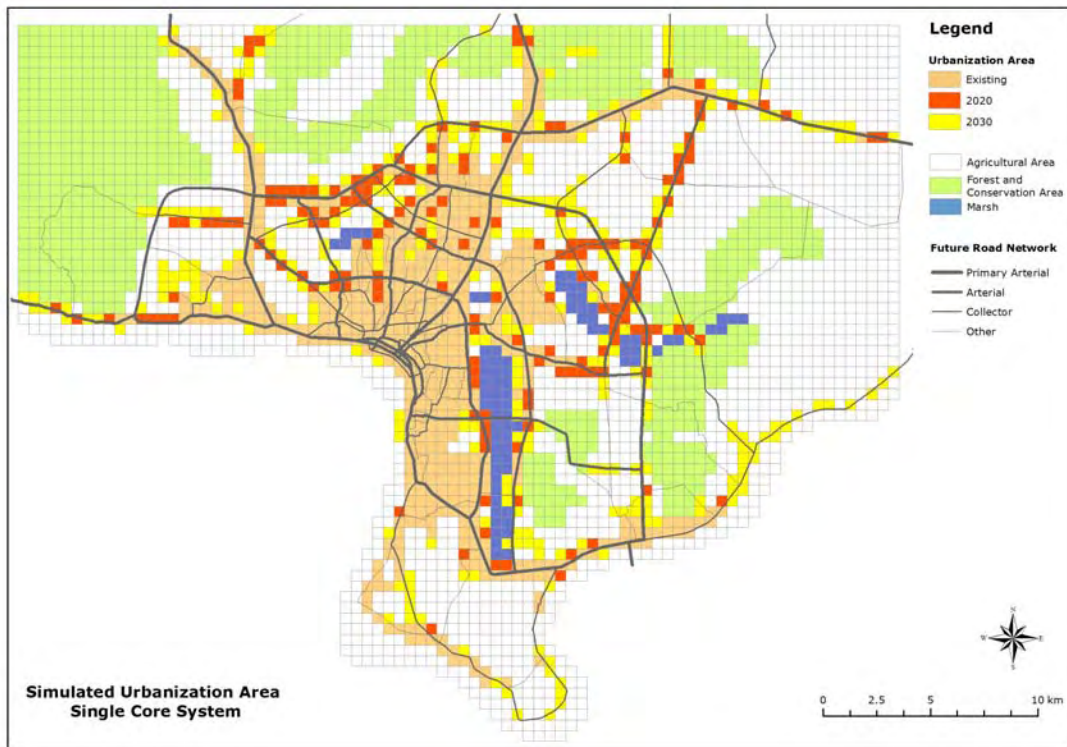 Legend
Urbanization Area
Existing
2020
2030
Agricultural Area
Forest and
Conservation Area
Marsh
Future Road Network
Primary Arterial
Arterial
Collector
Other
N
W
E
S
Simulated Urbanization Area
Single Core System
0 2.5 5 10 km